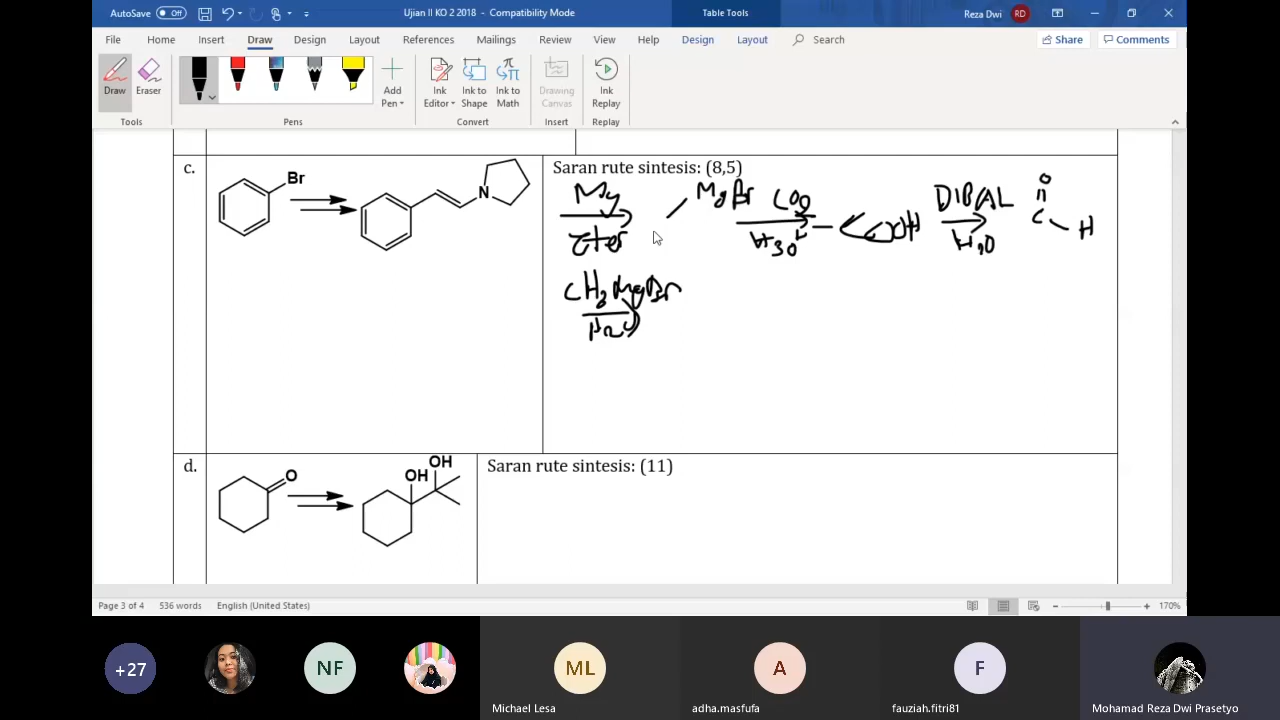 AutoSave Off
Ujian II KO 2 2018 - Compatibility Mode
Table Tools
Reza Dwi RD
File Home Insert Draw Design Layout References Mailings Review View Help Design Layout Search Share Comments
Draw Eraser Add Pen Ink Editor Ink to Shape Ink to Math Drawing Canvas Ink Replay
Tools Pens Convert Insert Replay
c.
Br
N
Saran rute sintesis: (8,5)
Mg MgBr CO2 DIBAL O
Eter H3O+ COOH H2O C H
CH3MgBr
d.
O
OH
OH
Saran rute sintesis: (11)
Page 3 of 4 536 words English (United States) 170%
+27 NF ML A F
Michael Lesa adha.masfufa fauziah.fitri81 Mohamad Reza Dwi Prasetyo